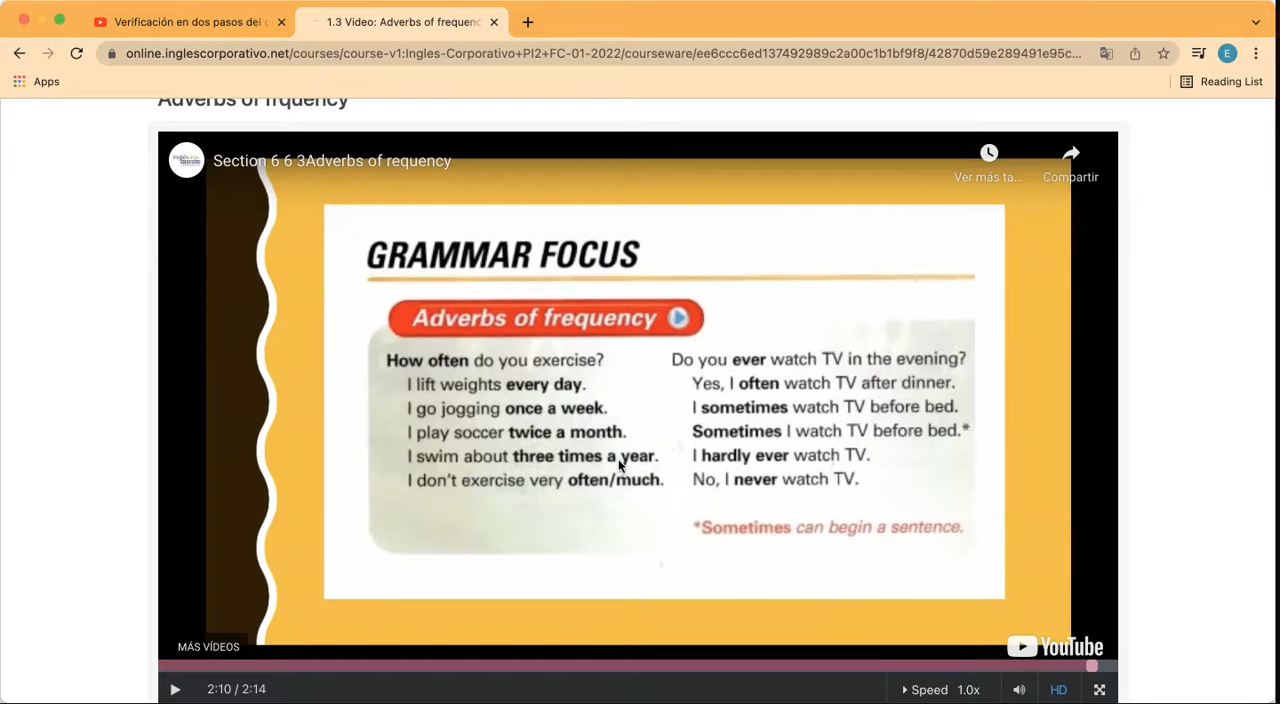 Verificación en dos pasos del
1.3 Video: Adverbs of frequenc
online.inglescorporativo.net/courses/course-v1:Ingles-Corporativo+PI2+FC-01-2022/courseware/ee6ccc6ed137492989c2a00c1b1bf9f8/42870d59e289491e95c...
E
Apps
Reading List
Adverbs of frquency
Section 6 6 3Adverbs of requency
Ver más ta...
Compartir
GRAMMAR FOCUS
Adverbs of frequency
How often do you exercise?
I lift weights every day.
I go jogging once a week.
I play soccer twice a month.
I swim about three times a year.
I don't exercise very often/much.
Do you ever watch TV in the evening?
Yes, I often watch TV after dinner.
I sometimes watch TV before bed.
Sometimes I watch TV before bed.*
I hardly ever watch TV.
No, I never watch TV.
*Sometimes can begin a sentence.
MÁS VÍDEOS
YouTube
2:10 / 2:14
Speed 1.0x
HD